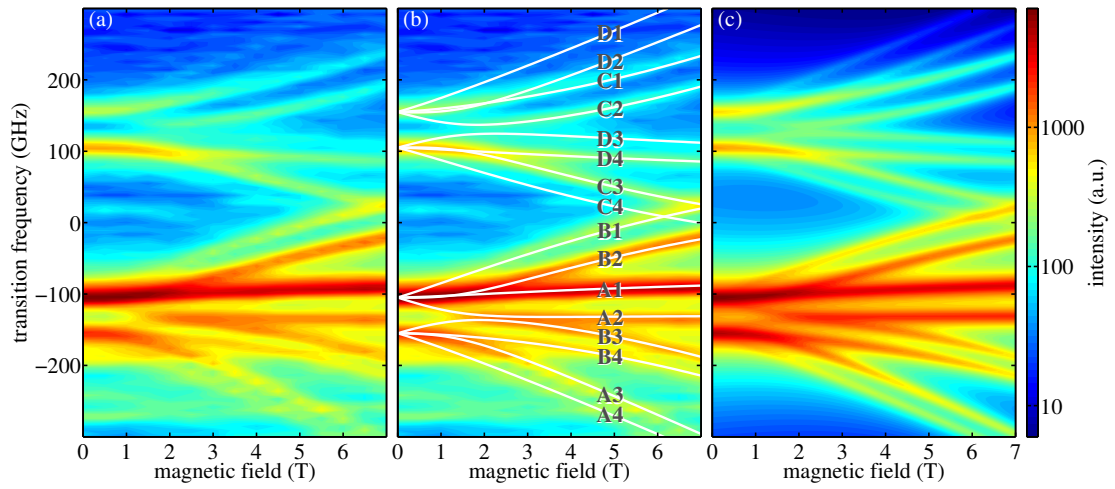 (a)
(b)
(c)
transition frequency (GHz)
200
100
0
−100
−200
0
1
2
3
4
5
6
magnetic field (T)
D1
D2
C1
C2
D3
D4
C3
C4
B1
B2
A1
A2
B3
B4
A3
A4
0
1
2
3
4
5
6
magnetic field (T)
0
1
2
3
4
5
6
7
magnetic field (T)
1000
100
10
intensity (a.u.)